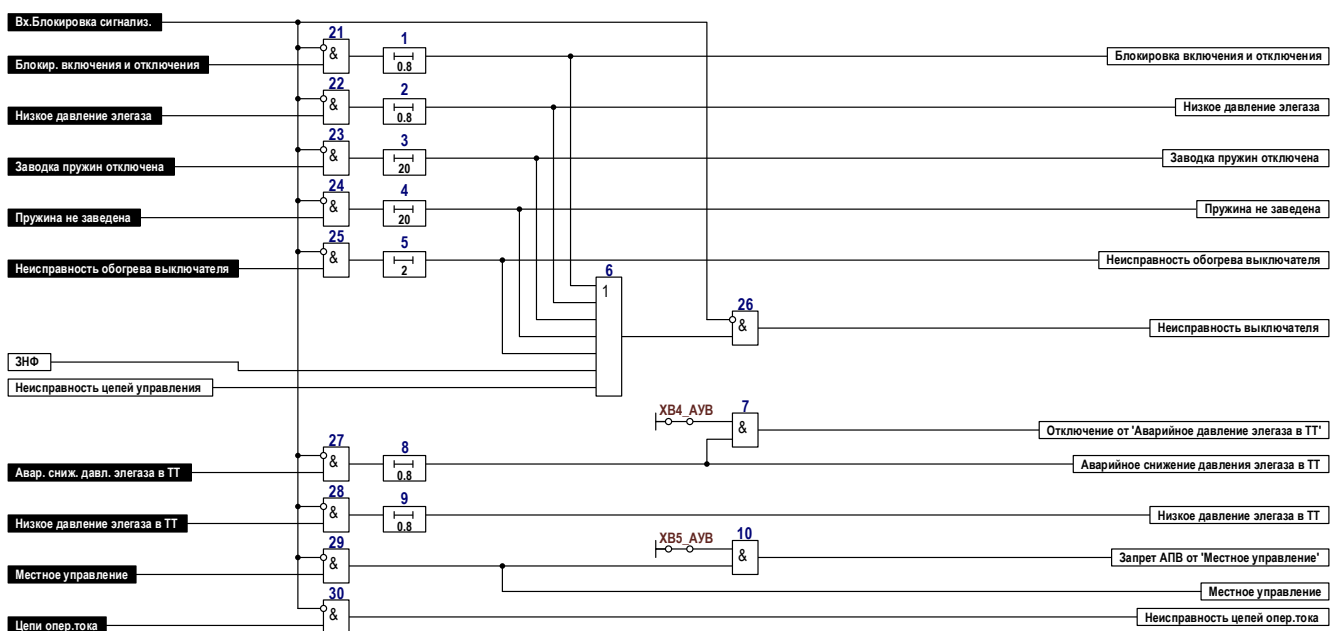 Вх.Блокировка сигнализ.
21
&
1
0.8
Блокир. включения и отключения
Блокировка включения и отключения
22
&
2
0.8
Низкое давление элегаза
Низкое давление элегаза
23
&
3
20
Заводка пружин отключена
Заводка пружин отключена
24
&
4
20
Пружина не заведена
Пружина не заведена
25
&
5
2
Неисправность обогрева выключателя
Неисправность обогрева выключателя
6
1
26
&
Неисправность выключателя
ЗНФ
Неисправность цепей управления
XB4_АУВ
7
&
Отключение от 'Аварийное давление элегаза в ТТ'
27
&
8
0.8
Авар. сниж. давл. элегаза в ТТ
Аварийное снижение давления элегаза в ТТ
28
&
9
0.8
Низкое давление элегаза в ТТ
Низкое давление элегаза в ТТ
29
&
XB5_АУВ
10
&
Запрет АПВ от 'Местное управление'
Местное управление
Местное управление
30
&
Цепи опер.тока
Неисправность цепей опер.тока